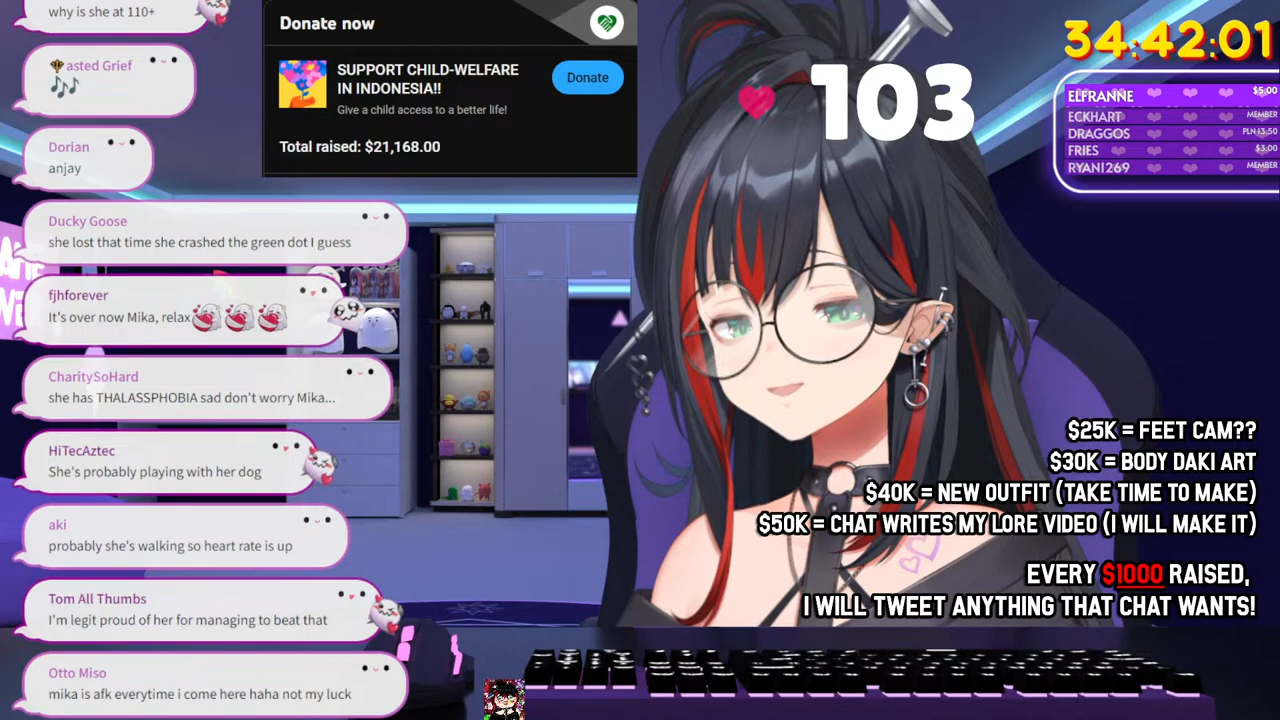 why is she at 110+
asted Grief
🎶
Dorian
anjay
Ducky Goose
she lost that time she crashed the green dot I guess
fjhforever
It's over now Mika, relax
CharitySoHard
she has THALASSPHOBIA sad don't worry Mika...
HiTecAztec
She's probably playing with her dog
aki
probably she's walking so heart rate is up
Tom All Thumbs
I'm legit proud of her for managing to beat that
Otto Miso
mika is afk everytime i come here haha not my luck
Donate now
SUPPORT CHILD-WELFARE
IN INDONESIA!!
Give a child access to a better life!
Donate
Total raised: $21,168.00
103
34:42:01
ELFRANNE $5.00
ECKHART MEMBER
DRAGGOS PLN 13.50
FRIES $3.00
RYAN1269 MEMBER
$25K = FEET CAM??
$30K = BODY DAKI ART
$40K = NEW OUTFIT (TAKE TIME TO MAKE)
$50K = CHAT WRITES MY LORE VIDEO (I WILL MAKE IT)
EVERY $1000 RAISED,
I WILL TWEET ANYTHING THAT CHAT WANTS!